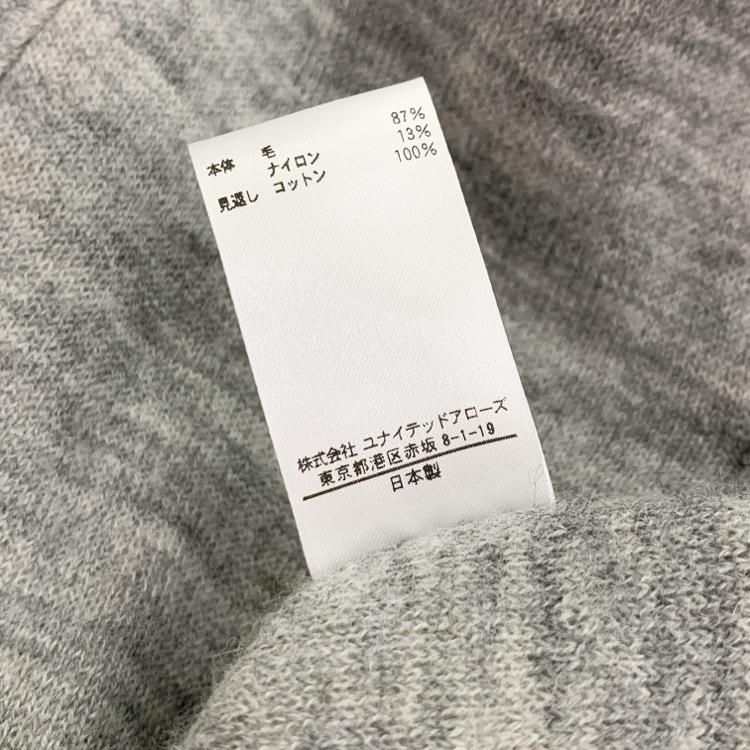 本体 毛 87%
ナイロン 13%
見返し コットン 100%
株式会社 ユナイテッドアローズ
東京都港区赤坂 8-1-19
日本製